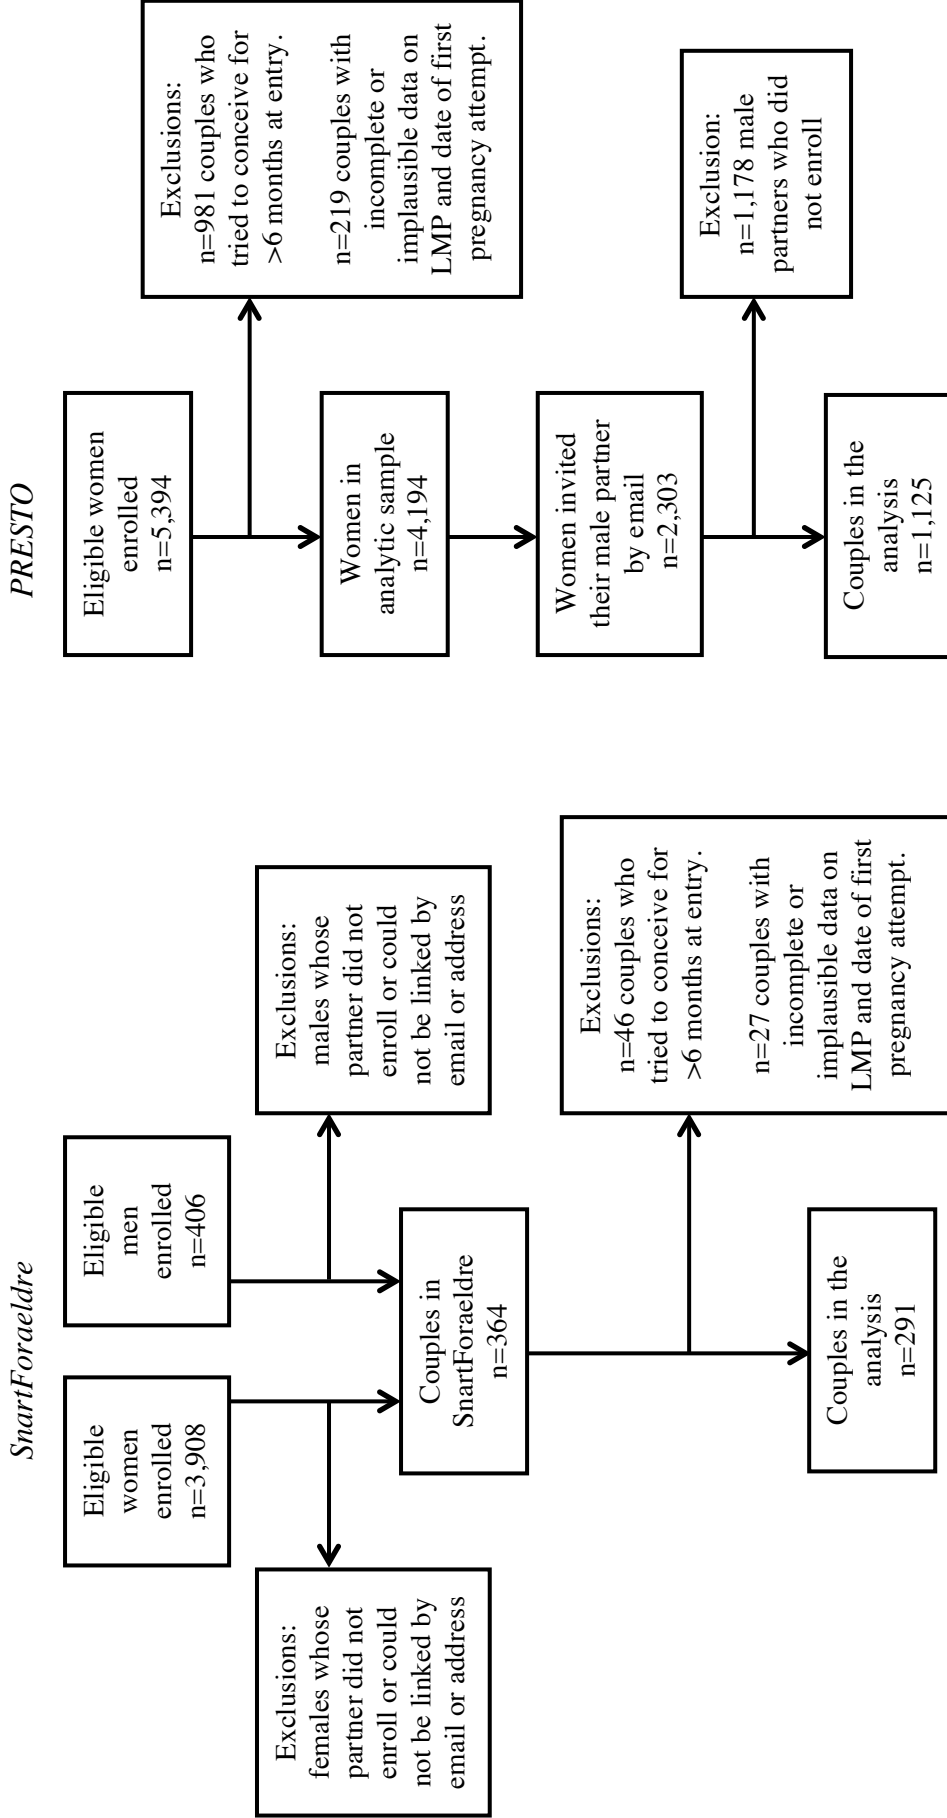 SnartForaeldre
Eligible
women
enrolled
n=3,908
Eligible
men
enrolled
n=406
Exclusions:
females whose
partner did not
enroll or could
not be linked by
email or address
Exclusions:
males whose
partner did not
enroll or could
not be linked by
email or address
Couples in
SnartForaeldre
n=364
Exclusions:
n=46 couples who
tried to conceive for
>6 months at entry.
n=27 couples with
incomplete or
implausible data on
LMP and date of first
pregnancy attempt.
Couples in the
analysis
n=291
PRESTO
Eligible women
enrolled
n=5,394
Exclusions:
n=981 couples who
tried to conceive for
>6 months at entry.
n=219 couples with
incomplete or
implausible data on
LMP and date of first
pregnancy attempt.
Women in
analytic sample
n=4,194
Women invited
their male partner
by email
n=2,303
Exclusion:
n=1,178 male
partners who did
not enroll
Couples in the
analysis
n=1,125